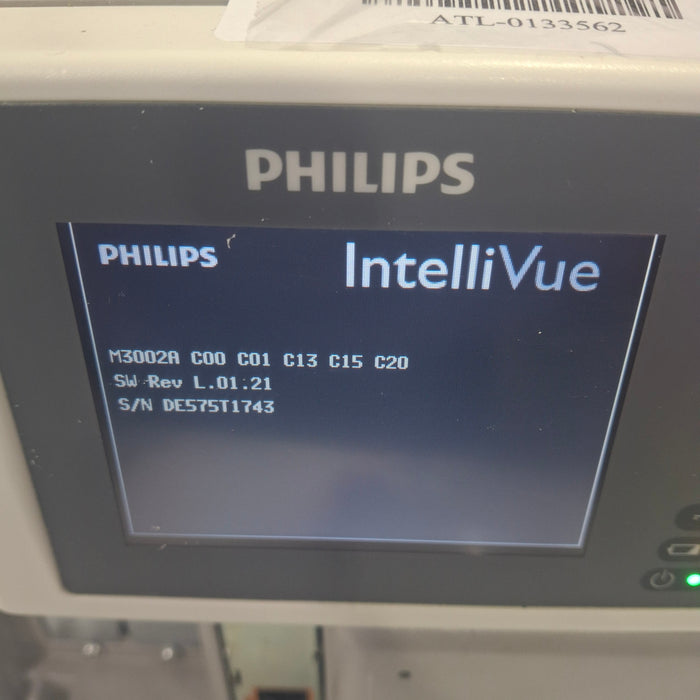 ATL-0133562
PHILIPS
PHILIPS IntelliVue
M3002A C00 C01 C13 C15 C20
SW Rev L.01.21
S/N DE575T1743